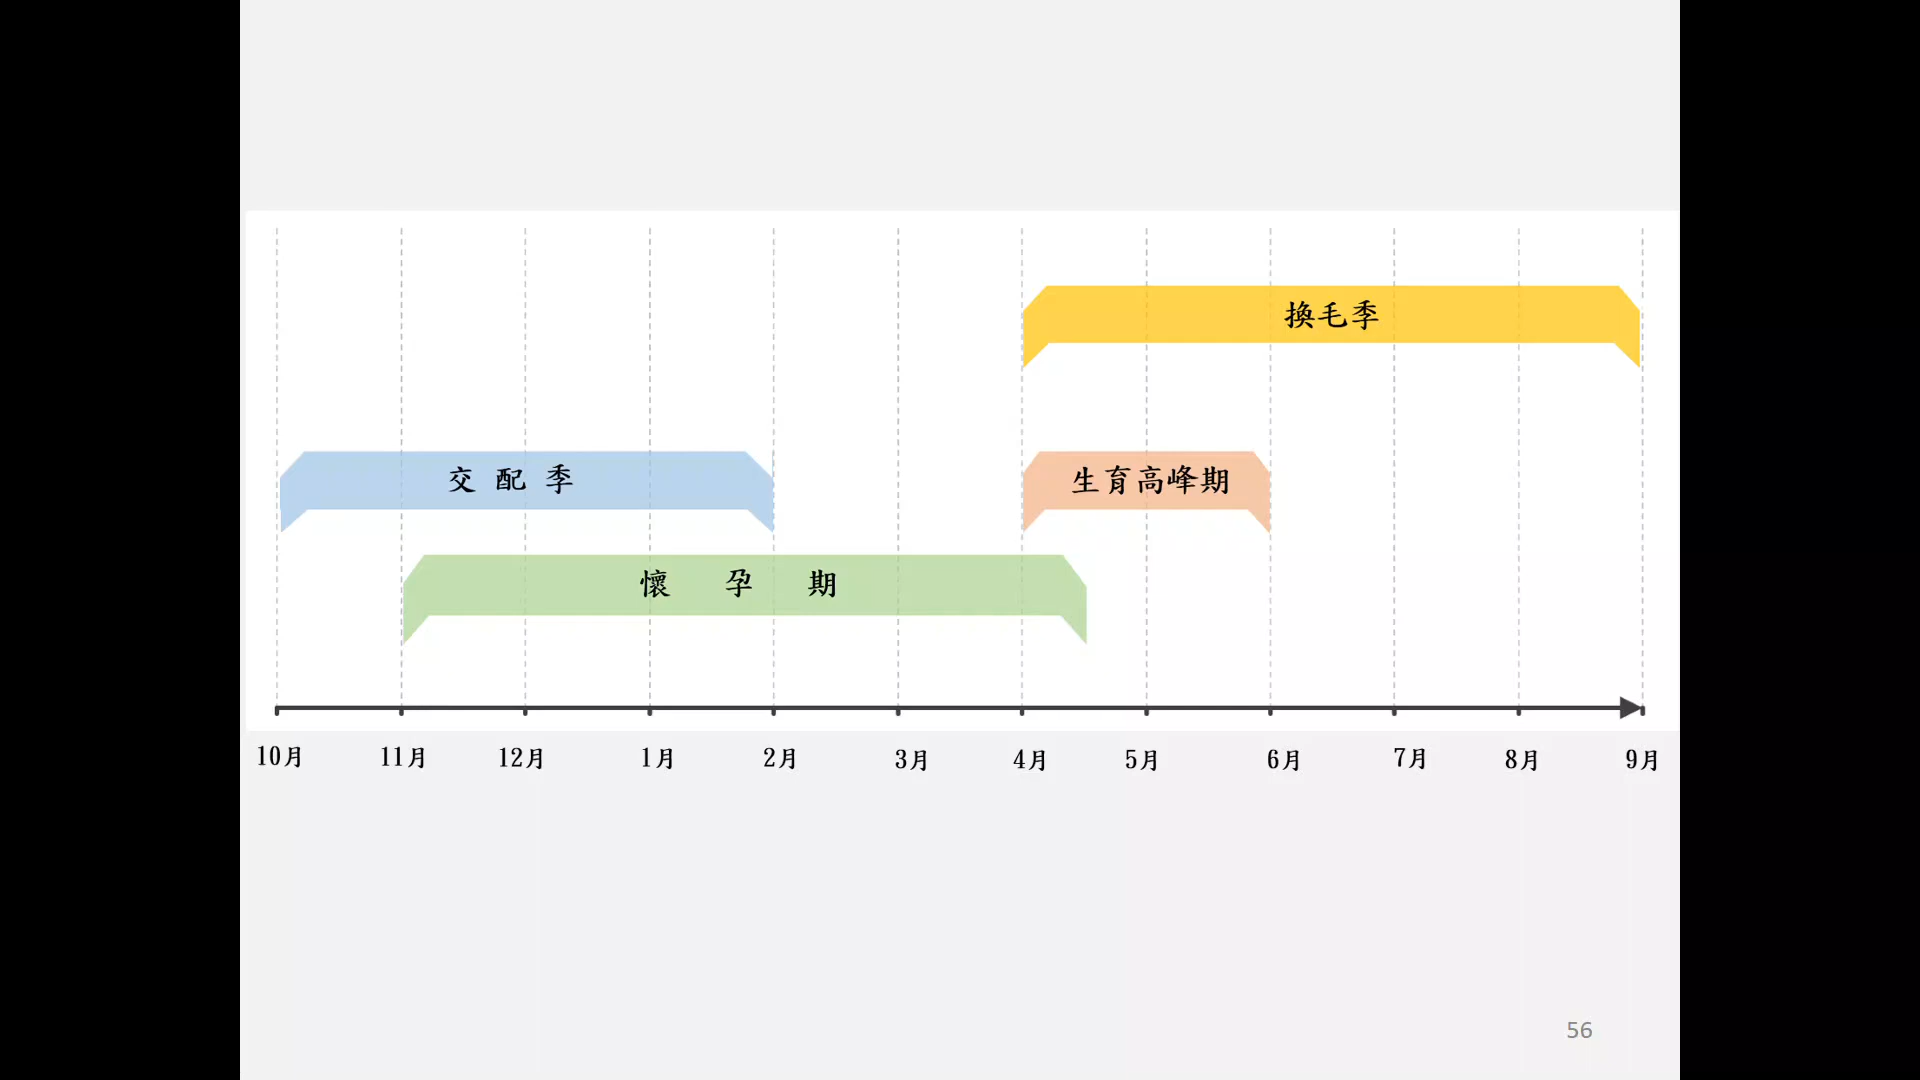 換毛季
交 配 季
生育高峰期
懷 孕 期
10月 11月 12月 1月 2月 3月 4月 5月 6月 7月 8月 9月
56